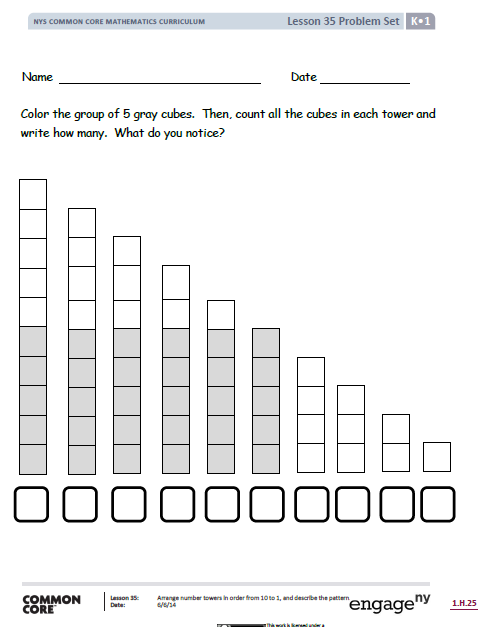 NYS COMMON CORE MATHEMATICS CURRICULUM Lesson 35 Problem Set K•1
Name Date
Color the group of 5 gray cubes. Then, count all the cubes in each tower and
write how many. What do you notice?
COMMON
CORE
Lesson 35: Arrange number towers in order from 10 to 1, and describe the pattern.
Date: 6/6/14
engage ny
1.H.25
This work is licensed under a